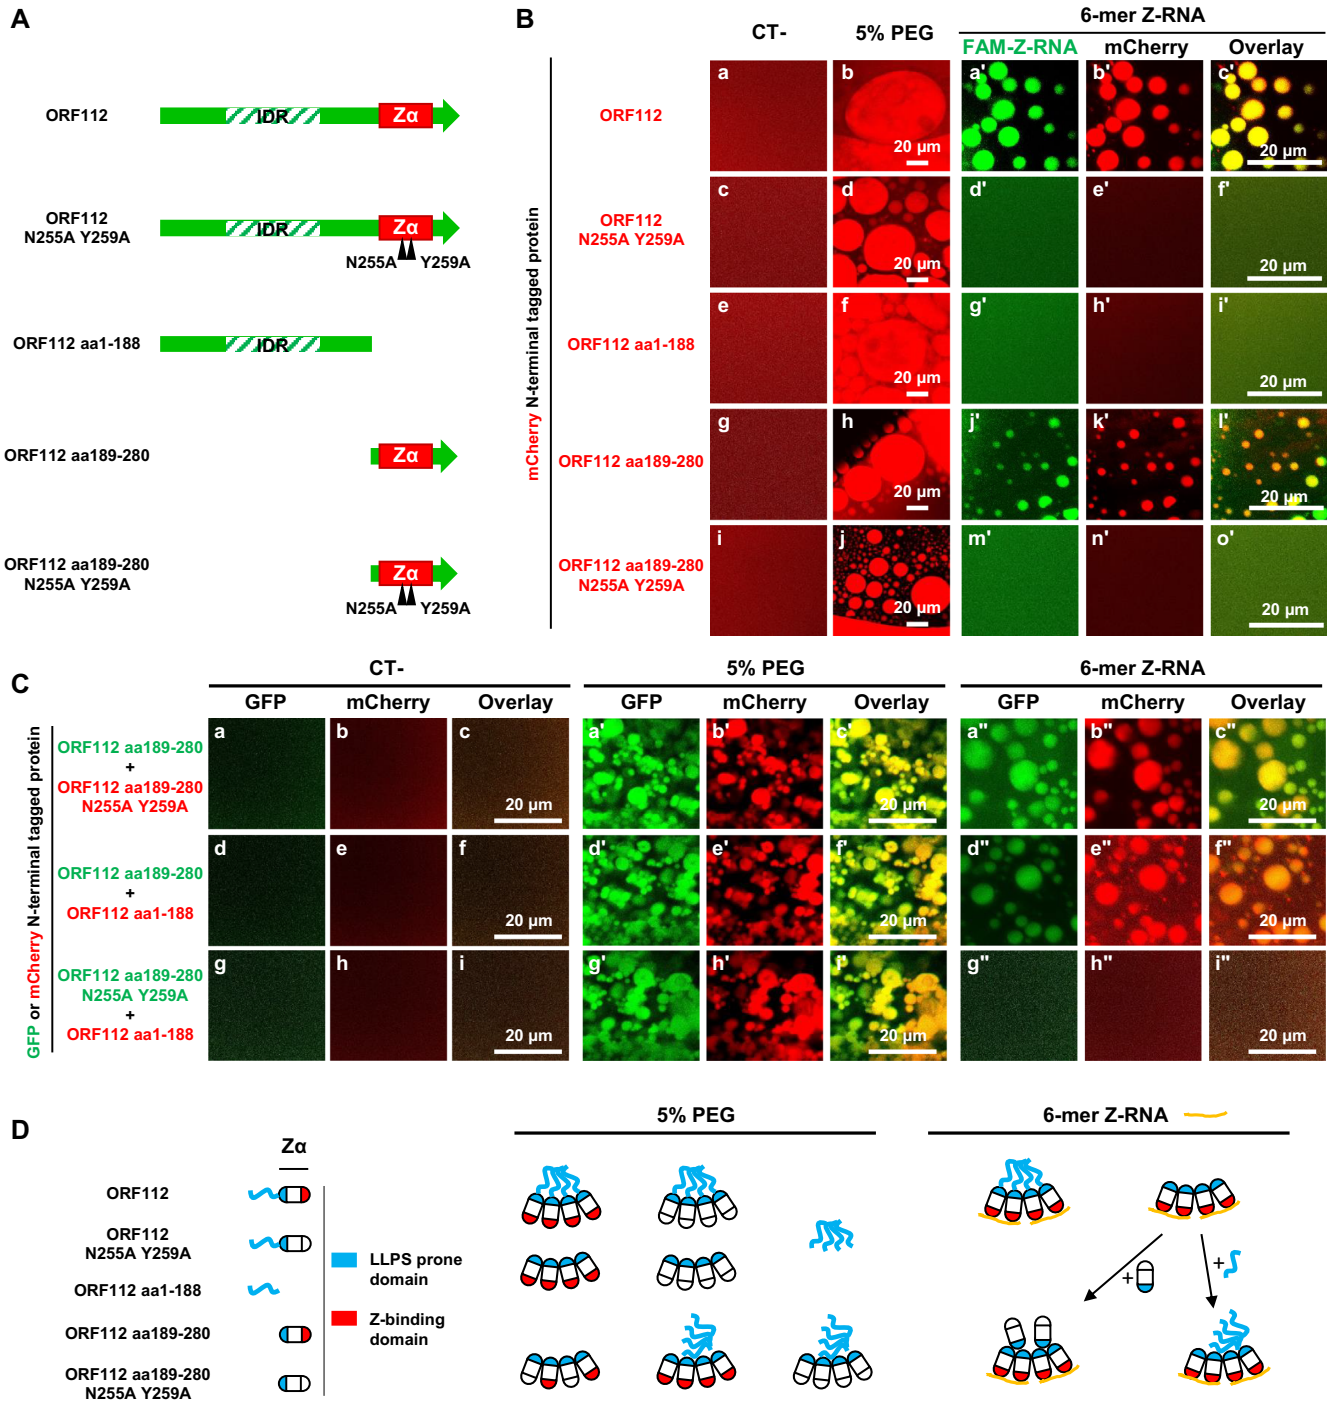 A
ORF112
IDR
Zα
ORF112
N255A Y259A
IDR
Zα
N255A
Y259A
ORF112 aa1-188
IDR
ORF112 aa189-280
Zα
ORF112 aa189-280
N255A Y259A
Zα
N255A
Y259A
B
CT-
5% PEG
6-mer Z-RNA
FAM-Z-RNA
mCherry
Overlay
mCherry N-terminal tagged protein
ORF112
a
b
20 µm
a'
b'
c'
20 µm
ORF112
N255A Y259A
c
d
20 µm
d'
e'
f'
20 µm
ORF112 aa1-188
e
f
20 µm
g'
h'
i'
20 µm
ORF112 aa189-280
g
h
20 µm
j'
k'
l'
20 µm
ORF112 aa189-280
N255A Y259A
i
j
20 µm
m'
n'
o'
20 µm
C
CT-
5% PEG
6-mer Z-RNA
GFP
mCherry
Overlay
GFP
mCherry
Overlay
GFP
mCherry
Overlay
GFP or mCherry N-terminal tagged protein
ORF112 aa189-280
+
ORF112 aa189-280
N255A Y259A
a
b
c
20 µm
a'
b'
c'
20 µm
a"
b"
c"
20 µm
ORF112 aa189-280
+
ORF112 aa1-188
d
e
f
20 µm
d'
e'
f'
20 µm
d"
e"
f"
20 µm
ORF112 aa189-280
N255A Y259A
+
ORF112 aa1-188
g
h
i
20 µm
g'
h'
i'
20 µm
g"
h"
i"
20 µm
D
Zα
ORF112
ORF112
N255A Y259A
ORF112 aa1-188
ORF112 aa189-280
ORF112 aa189-280
N255A Y259A
LLPS prone
domain
Z-binding
domain
5% PEG
6-mer Z-RNA
+
+